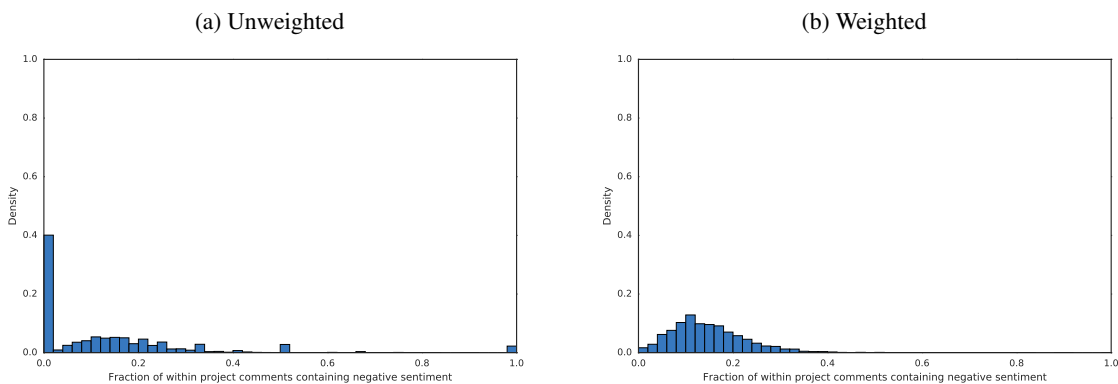 (a) Unweighted
1.0
0.8
0.6
0.4
0.2
0.0
Density
0.0 0.2 0.4 0.6 0.8 1.0
Fraction of within project comments containing negative sentiment
(b) Weighted
1.0
0.8
0.6
0.4
0.2
0.0
Density
0.0 0.2 0.4 0.6 0.8 1.0
Fraction of within project comments containing negative sentiment